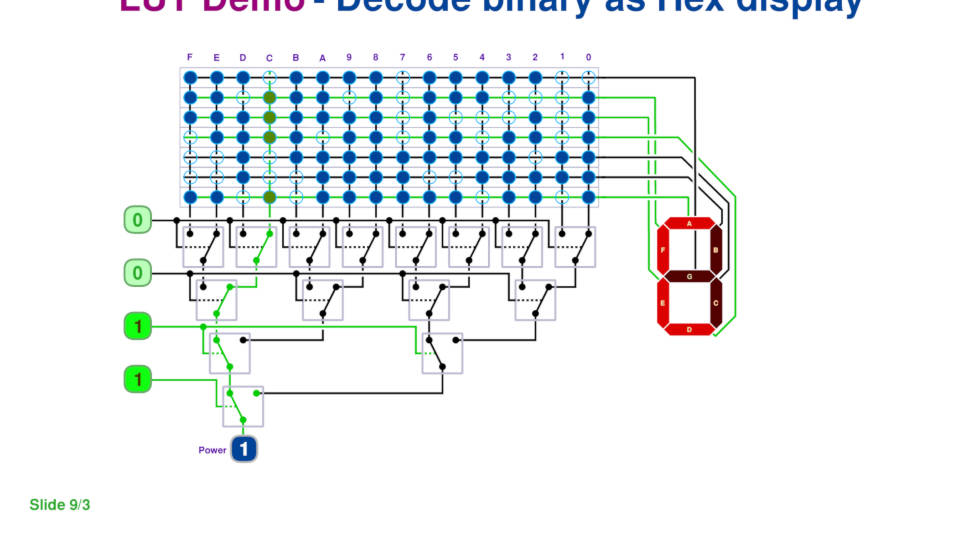 LUT Demo - Decode binary as Hex display
F E D C B A 9 8 7 6 5 4 3 2 1 0
0
A
F B
0
G
E C
1
D
1
Power 1
Slide 9/3